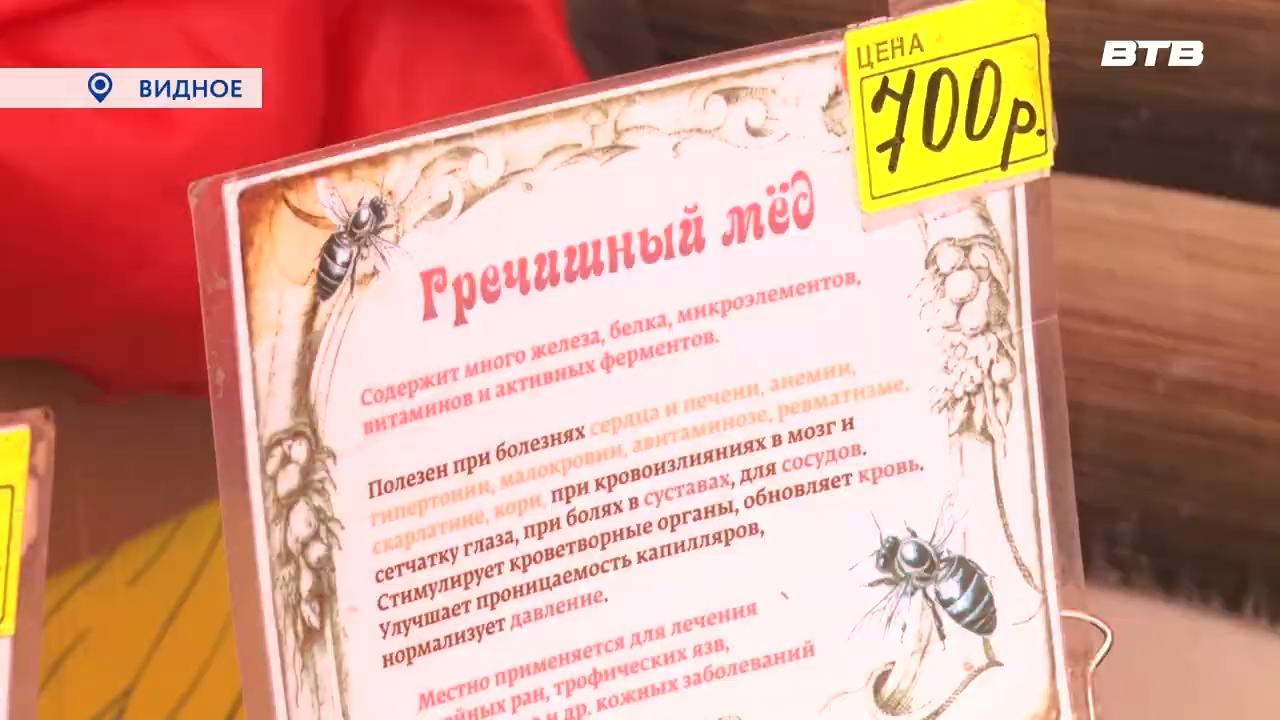 ВИДНОЕ
ВТВ
ЦЕНА
700р.
Гречишный мёд
Содержит много железа, белка, микроэлементов,
витаминов и активных ферментов.
Полезен при болезнях сердца и печени, анемии,
гипертонии, малокровии, авитаминозе, ревматизме.
скарлатине, кори, при кровоизлияниях в мозг и
сетчатку глаза, при болях в суставах, для сосудов.
Стимулирует кроветворные органы, обновляет кровь.
Улучшает проницаемость капилляров,
нормализует давление.
Местно применяется для лечения
ран, трофических язв,
и др. кожных заболеваний